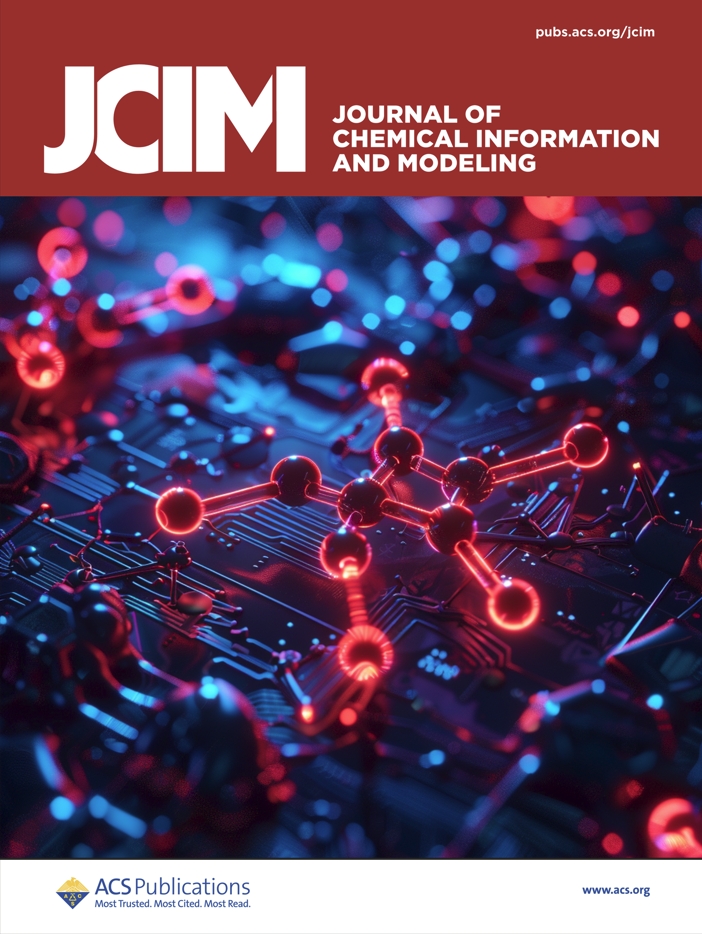 pubs.acs.org/jcim
JCIM
JOURNAL OF
CHEMICAL INFORMATION
AND MODELING
ACS Publications
Most Trusted. Most Cited. Most Read.
www.acs.org